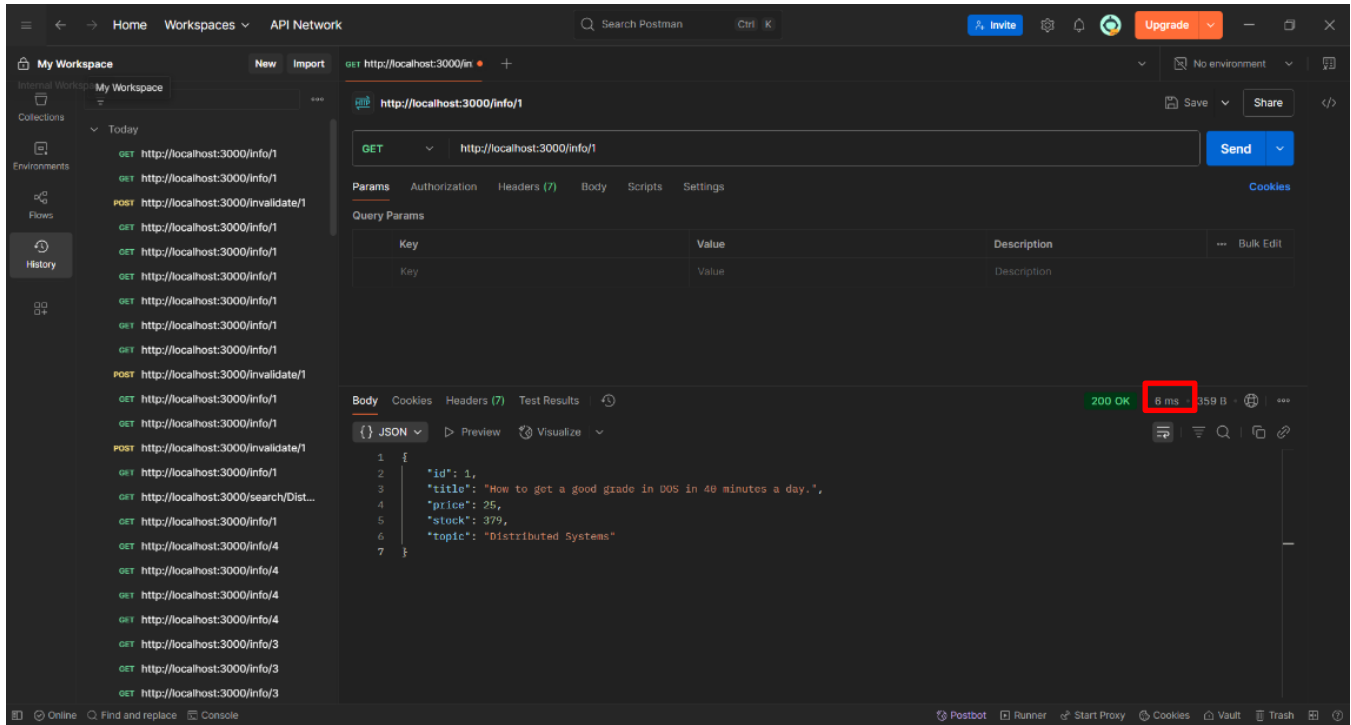 Home Workspaces API Network Search Postman Ctrl K Invite Upgrade
My Workspace New Import GET http://localhost:3000/in No environment
My Workspace
Collections
Environments
Flows
History
Today
GET http://localhost:3000/info/1
GET http://localhost:3000/info/1
POST http://localhost:3000/invalidate/1
GET http://localhost:3000/info/1
GET http://localhost:3000/info/1
GET http://localhost:3000/info/1
GET http://localhost:3000/info/1
GET http://localhost:3000/info/1
GET http://localhost:3000/info/1
POST http://localhost:3000/invalidate/1
GET http://localhost:3000/info/1
GET http://localhost:3000/info/1
POST http://localhost:3000/invalidate/1
GET http://localhost:3000/info/1
GET http://localhost:3000/search/Dist...
GET http://localhost:3000/info/1
GET http://localhost:3000/info/4
GET http://localhost:3000/info/4
GET http://localhost:3000/info/4
GET http://localhost:3000/info/4
GET http://localhost:3000/info/3
GET http://localhost:3000/info/3
GET http://localhost:3000/info/3
HTTP http://localhost:3000/info/1 Save Share
GET http://localhost:3000/info/1 Send
Params Authorization Headers (7) Body Scripts Settings Cookies
Query Params
Key Value Description Bulk Edit
Key Value Description
Body Cookies Headers (7) Test Results 200 OK 6 ms 359 B
{} JSON Preview Visualize
1 {
2 "id": 1,
3 "title": "How to get a good grade in DOS in 40 minutes a day.",
4 "price": 25,
5 "stock": 379,
6 "topic": "Distributed Systems"
7 }
Online Find and replace Console Postbot Runner Start Proxy Cookies Vault Trash